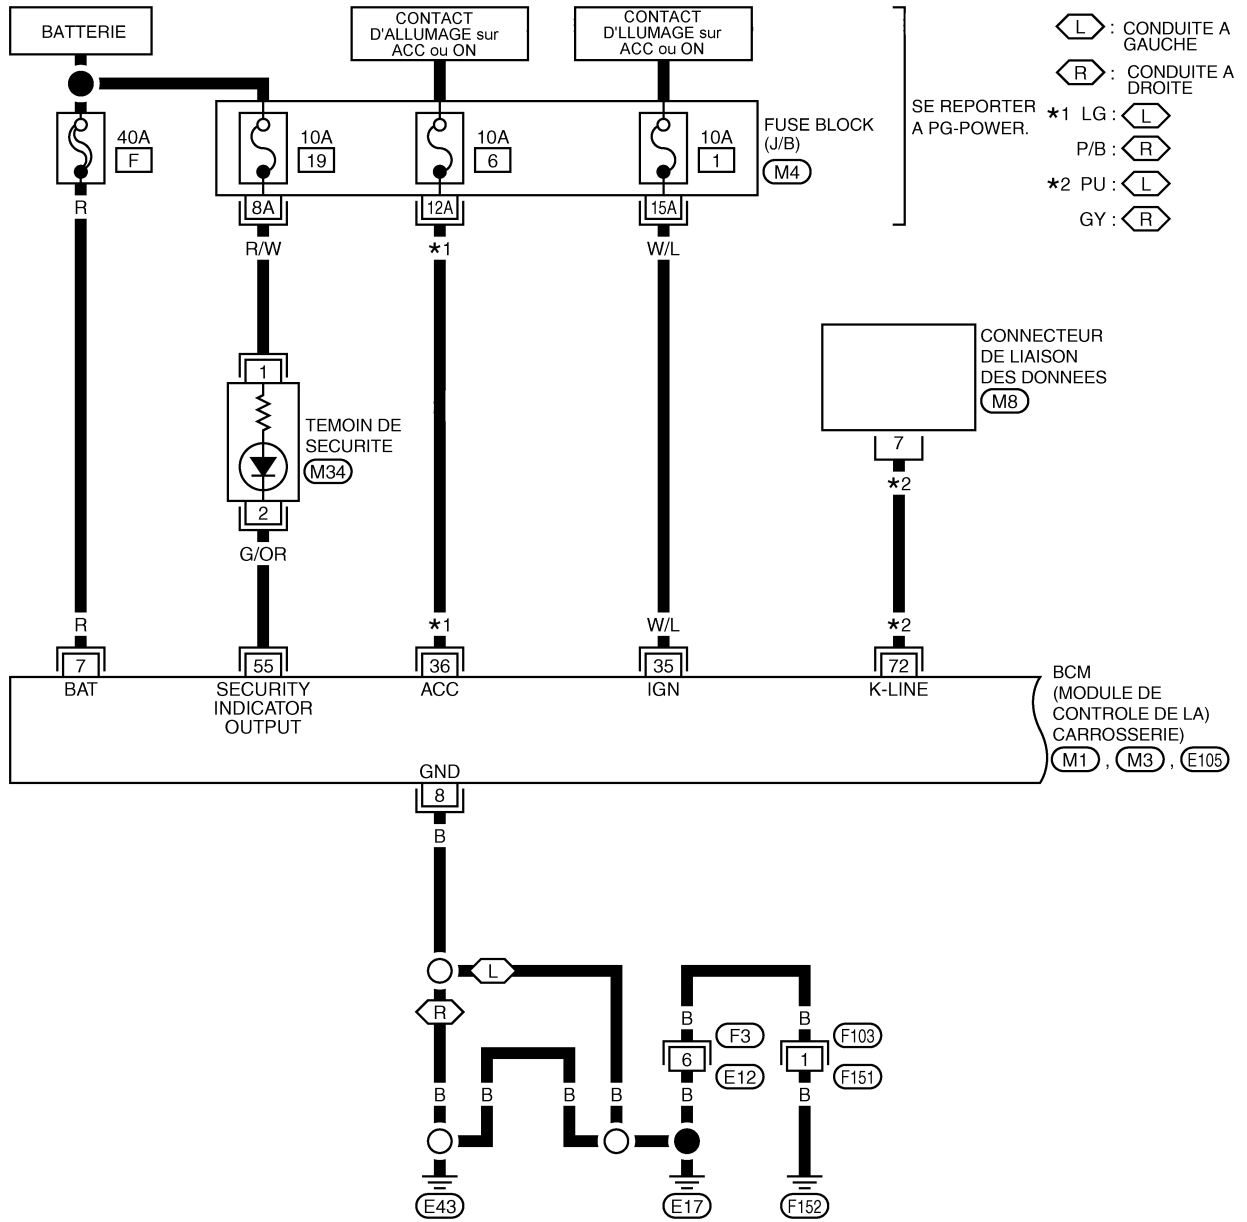 BATTERIE
CONTACT
D'ALLUMAGE sur
ACC ou ON
CONTACT
D'LLUMAGE sur
ACC ou ON
L : CONDUITE A
GAUCHE
R : CONDUITE A
DROITE
*1 LG : L
P/B : R
*2 PU : L
GY : R
SE REPORTER
A PG-POWER.
40A
F
10A
19
10A
6
10A
1
FUSE BLOCK
(J/B)
M4
R
8A
12A
15A
R/W
*1
W/L
1
TEMOIN DE
SECURITE
M34
2
G/OR
CONNECTEUR
DE LIAISON
DES DONNEES
M8
7
*2
R
*1
W/L
*2
7
55
36
35
72
BAT
SECURITY
INDICATOR
OUTPUT
ACC
IGN
K-LINE
BCM
(MODULE DE
CONTROLE DE LA)
CARROSSERIE)
M1 , M3 , E105
GND
8
B
L
R
B
B
F3
F103
6
1
E12
F151
B
B
B
B
B
B
E43
E17
F152